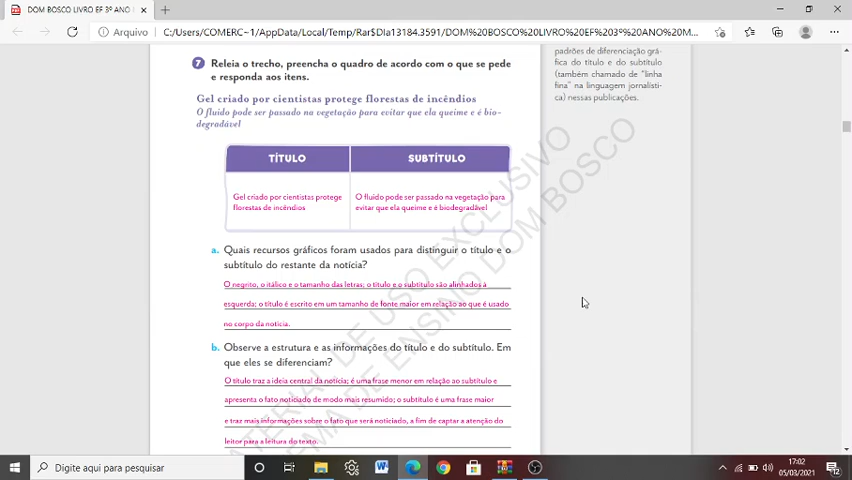 DOM BOSCO LIVRO EF 3º ANO
Arquivo C:/Users/COMERC~1/AppData/Local/Temp/Rar$DIa13184.3591/DOM%20BOSCO%20LIVRO%20EF%203º%20ANO%20M...
padrões de diferenciação grá-
fica do título e do subtítulo
(também chamado de "linha
fina" na linguagem jornalísti-
ca) nessas publicações.
7 Releia o trecho, preencha o quadro de acordo com o que se pede
e responda aos itens.
Gel criado por cientistas protege florestas de incêndios
O fluido pode ser passado na vegetação para evitar que ela queime e é bio-
degradável
TÍTULO SUBTÍTULO
Gel criado por cientistas protege
florestas de incêndios
O fluido pode ser passado na vegetação para
evitar que ela queime e é biodegradável
a. Quais recursos gráficos foram usados para distinguir o título e o
subtítulo do restante da notícia?
O negrito, o itálico e o tamanho das letras; o título e o subtítulo são alinhados à
esquerda; o título é escrito em um tamanho de fonte maior em relação ao que é usado
no corpo da notícia.
b. Observe a estrutura e as informações do título e do subtítulo. Em
que eles se diferenciam?
O título traz a ideia central da notícia; é uma frase menor em relação ao subtítulo e
apresenta o fato noticiado de modo mais resumido; o subtítulo é uma frase maior
e traz mais informações sobre o fato que será noticiado, a fim de captar a atenção do
leitor para a leitura do texto.
MATERIAL DE USO EXCLUSIVO
SISTEMA DE ENSINO DOM BOSCO
Digite aqui para pesquisar
17:02
05/03/2021
12